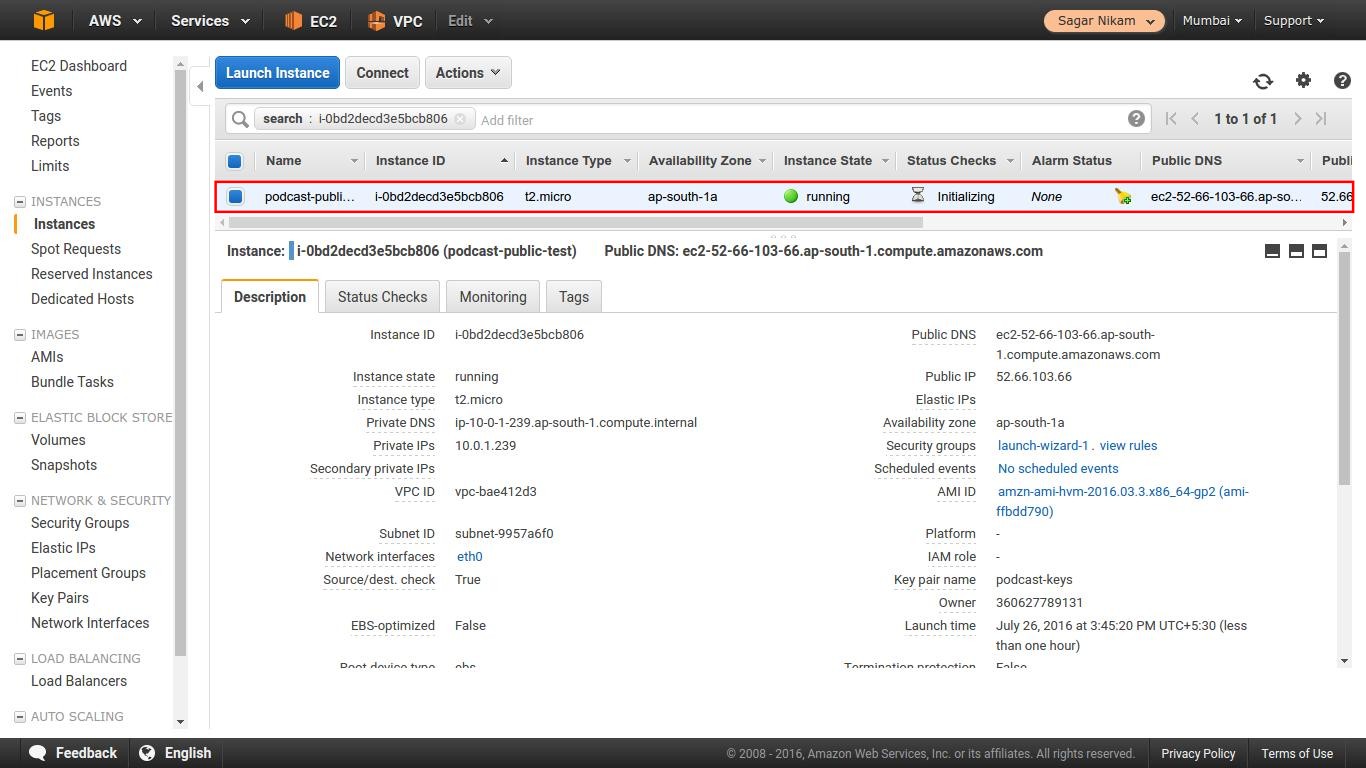 AWS Services EC2 VPC Edit Sagar Nikam Mumbai Support
EC2 Dashboard
Events
Tags
Reports
Limits
INSTANCES
Instances
Spot Requests
Reserved Instances
Dedicated Hosts
IMAGES
AMIs
Bundle Tasks
ELASTIC BLOCK STORE
Volumes
Snapshots
NETWORK & SECURITY
Security Groups
Elastic IPs
Placement Groups
Key Pairs
Network Interfaces
LOAD BALANCING
Load Balancers
AUTO SCALING
Launch Instance Connect Actions
search : i-0bd2decd3e5bcb806 Add filter 1 to 1 of 1
Name Instance ID Instance Type Availability Zone Instance State Status Checks Alarm Status Public DNS Publi
podcast-publi... i-0bd2decd3e5bcb806 t2.micro ap-south-1a running Initializing None ec2-52-66-103-66.ap-so... 52.66
Instance: i-0bd2decd3e5bcb806 (podcast-public-test) Public DNS: ec2-52-66-103-66.ap-south-1.compute.amazonaws.com
Description Status Checks Monitoring Tags
Instance ID i-0bd2decd3e5bcb806
Instance state running
Instance type t2.micro
Private DNS ip-10-0-1-239.ap-south-1.compute.internal
Private IPs 10.0.1.239
Secondary private IPs
VPC ID vpc-bae412d3
Subnet ID subnet-9957a6f0
Network interfaces eth0
Source/dest. check True
EBS-optimized False
Root device type ebs
Public DNS ec2-52-66-103-66.ap-south-
1.compute.amazonaws.com
Public IP 52.66.103.66
Elastic IPs
Availability zone ap-south-1a
Security groups launch-wizard-1. view rules
Scheduled events No scheduled events
AMI ID amzn-ami-hvm-2016.03.3.x86_64-gp2 (ami-
ffbdd790)
Platform -
IAM role -
Key pair name podcast-keys
Owner 360627789131
Launch time July 26, 2016 at 3:45:20 PM UTC+5:30 (less
than one hour)
Termination protection False
Feedback English © 2008 - 2016, Amazon Web Services, Inc. or its affiliates. All rights reserved. Privacy Policy Terms of Use